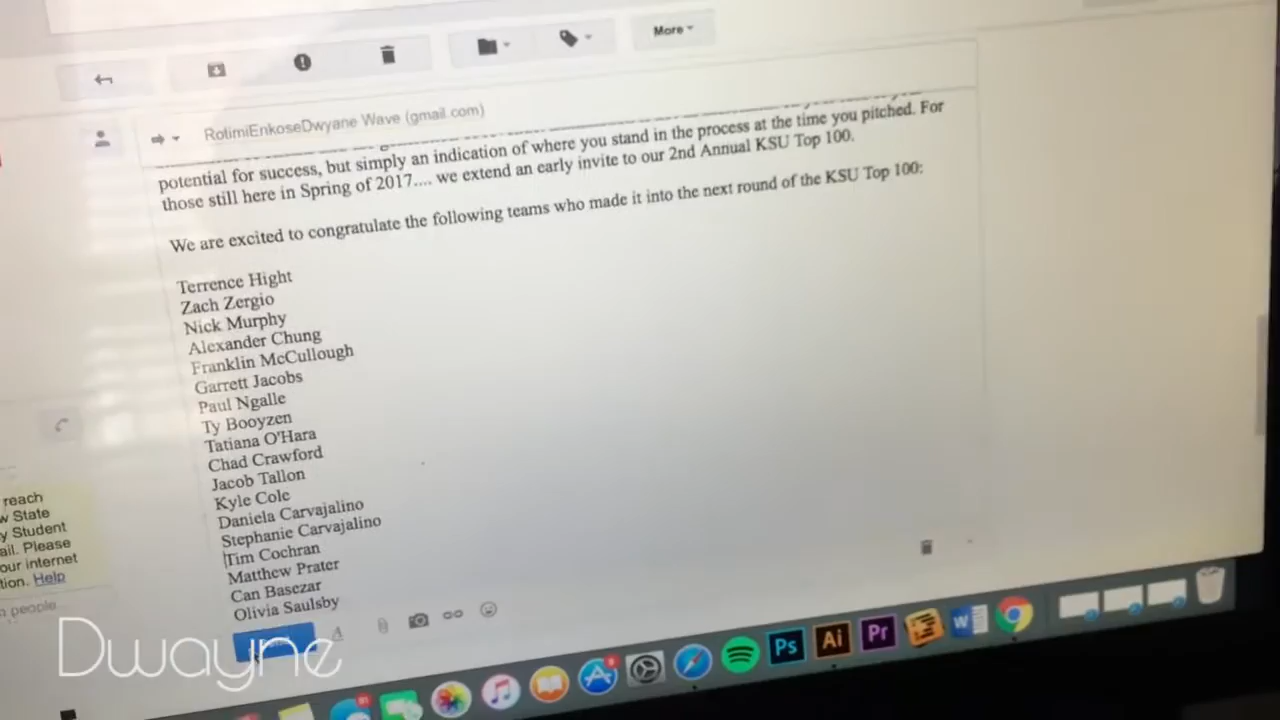 More
RotimiEnkoseDwyane Wave (gmail.com)
potential for success, but simply an indication of where you stand in the process at the time you pitched. For
those still here in Spring of 2017.... we extend an early invite to our 2nd Annual KSU Top 100.
We are excited to congratulate the following teams who made it into the next round of the KSU Top 100:
Terrence Hight
Zach Zergio
Nick Murphy
Alexander Chung
Franklin McCullough
Garrett Jacobs
Paul Ngalle
Ty Booyzen
Tatiana O'Hara
Chad Crawford
Jacob Tallon
Kyle Cole
Daniela Carvajalino
Stephanie Carvajalino
Tim Cochran
Matthew Prater
Can Basezar
Olivia Saulsby
reach
w State
y Student
ail. Please
our internet
tion. Help
people
Dwayne
Ps
Ai
Pr
W